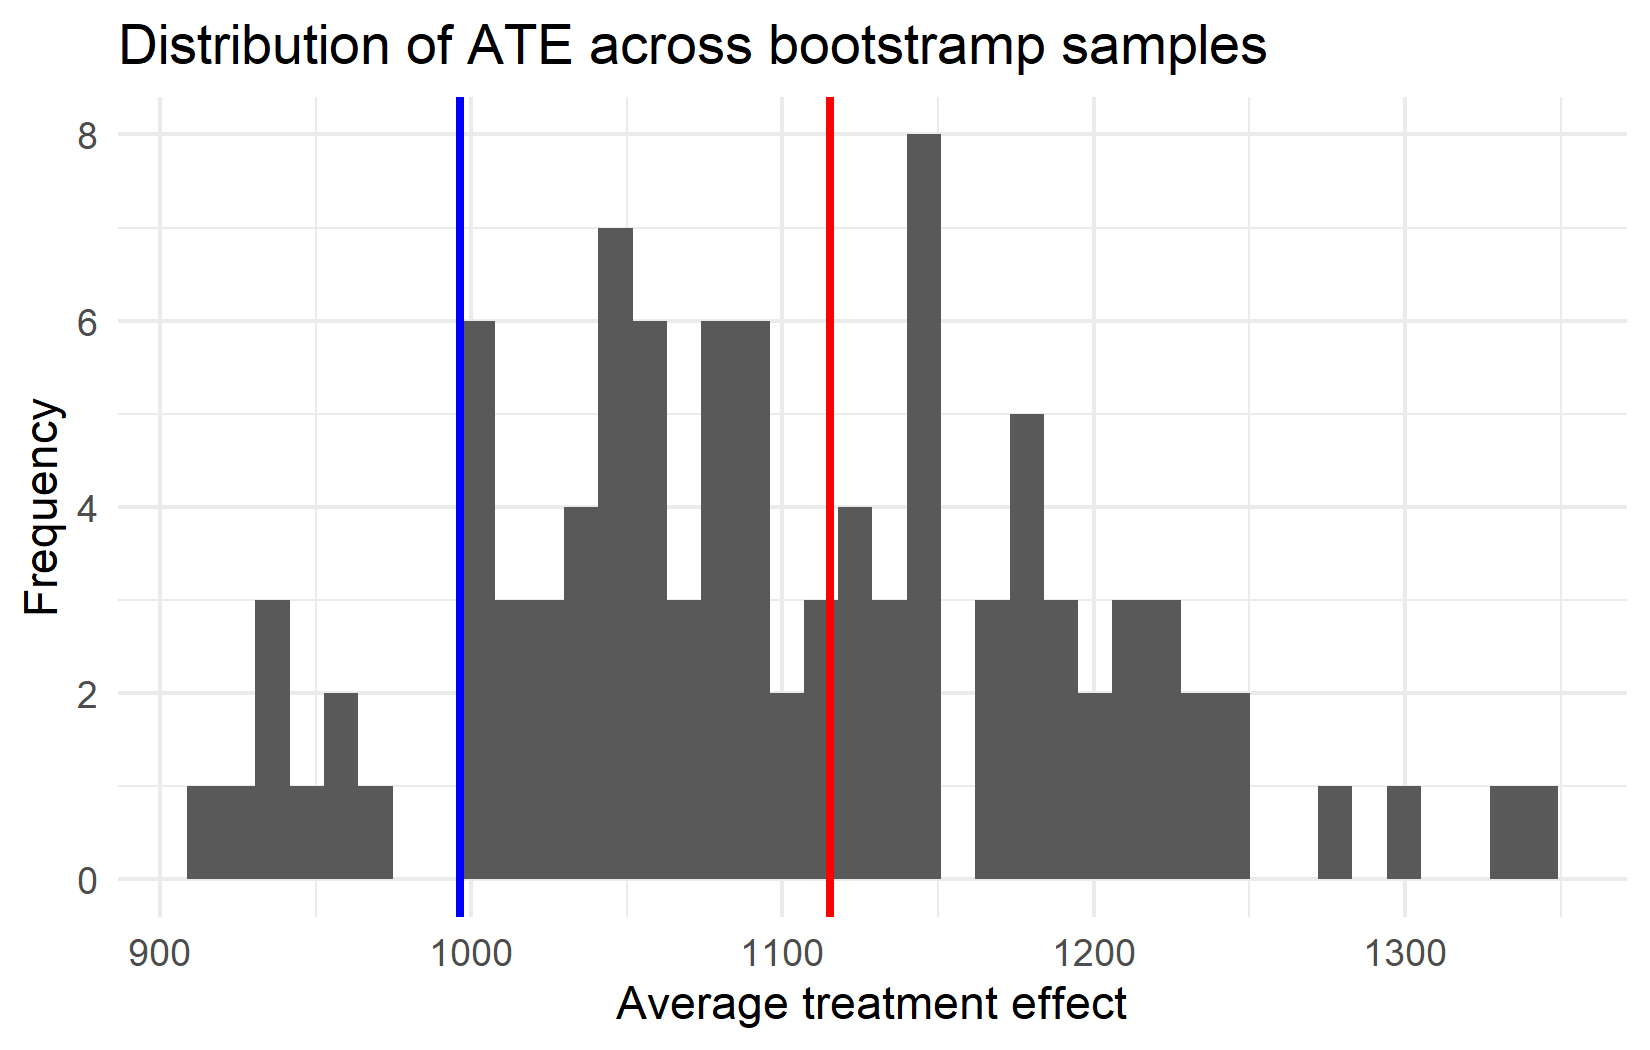 Distribution of ATE across bootstramp samples
8
6
4
2
0
Frequency
900 1000 1100 1200 1300
Average treatment effect